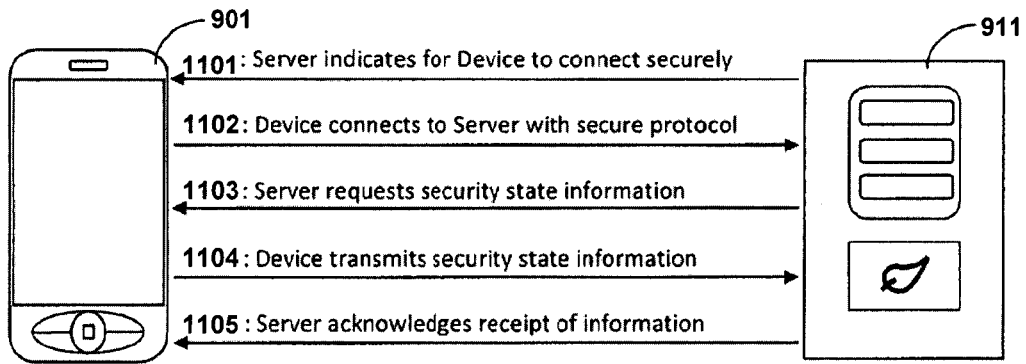 901
911
1101: Server indicates for Device to connect securely
1102: Device connects to Server with secure protocol
1103: Server requests security state information
1104: Device transmits security state information
1105: Server acknowledges receipt of information